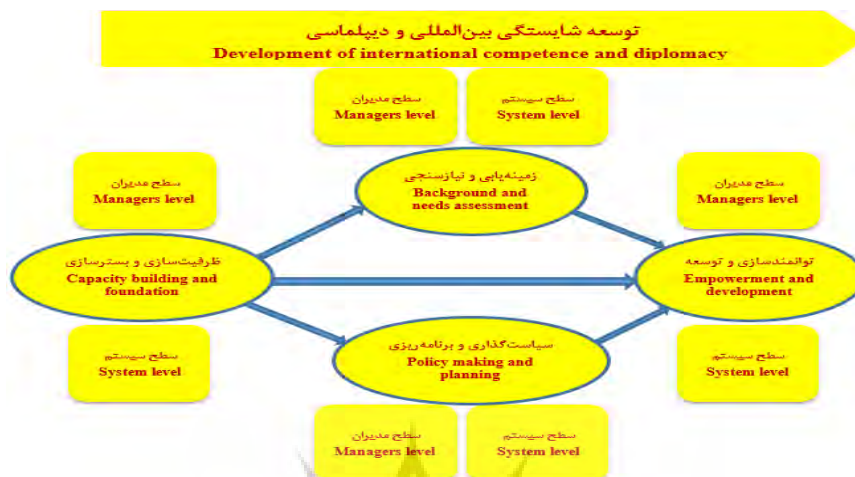 توسعه شایستگی بین‌المللی و دیپلماسی
Development of international competence and diplomacy
سطح مدیران
Managers level
سطح سیستم
System level
سطح مدیران
Managers level
زمینه‌یابی و نیازسنجی
Background and
needs assessment
سطح مدیران
Managers level
ظرفیت‌سازی و بسترسازی
Capacity building and
foundation
توانمندسازی و توسعه
Empowerment and
development
سطح سیستم
System level
سیاست‌گذاری و برنامه‌ریزی
Policy making and
planning
سطح سیستم
System level
سطح مدیران
Managers level
سطح سیستم
System level